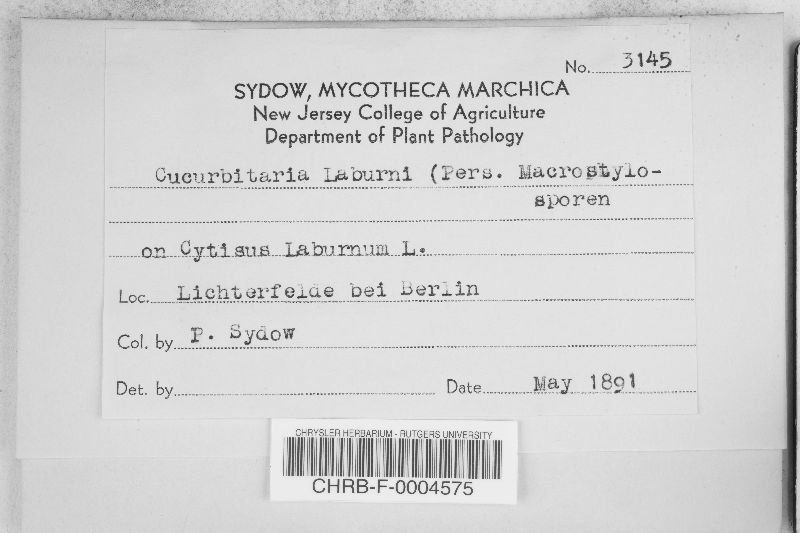 No. 3145
SYDOW, MYCOTHECA MARCHICA
New Jersey College of Agriculture
Department of Plant Pathology
Cucurbitaria Laburni (Pers. Macrostylo-
sporen
on Cytisus Laburnum L.
Loc. Lichterfelde bei Berlin
Col. by P. Sydow
Det. by Date May 1891
CHRYSLER HERBARIUM - RUTGERS UNIVERSITY
CHRB-F-0004575